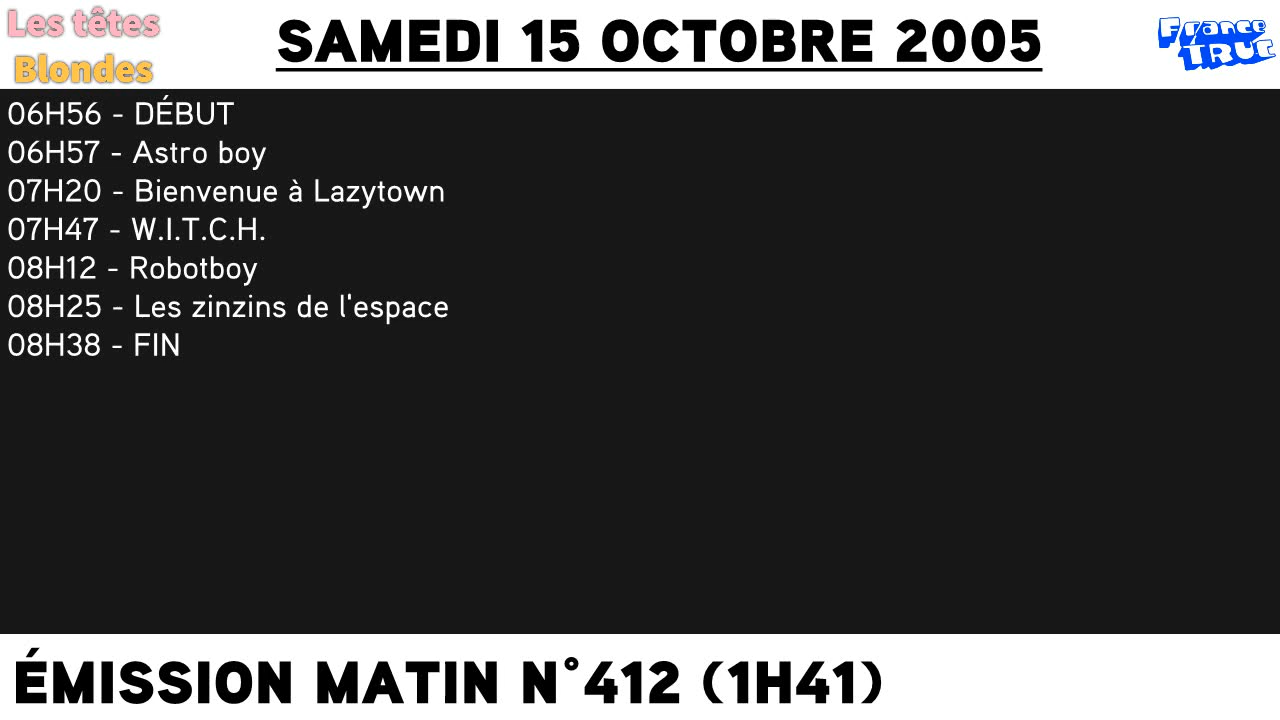 Les têtes
Blondes
SAMEDI 15 OCTOBRE 2005
France
TRUC
06H56 - DÉBUT
06H57 - Astro boy
07H20 - Bienvenue à Lazytown
07H47 - W.I.T.C.H.
08H12 - Robotboy
08H25 - Les zinzins de l'espace
08H38 - FIN
ÉMISSION MATIN N°412 (1H41)